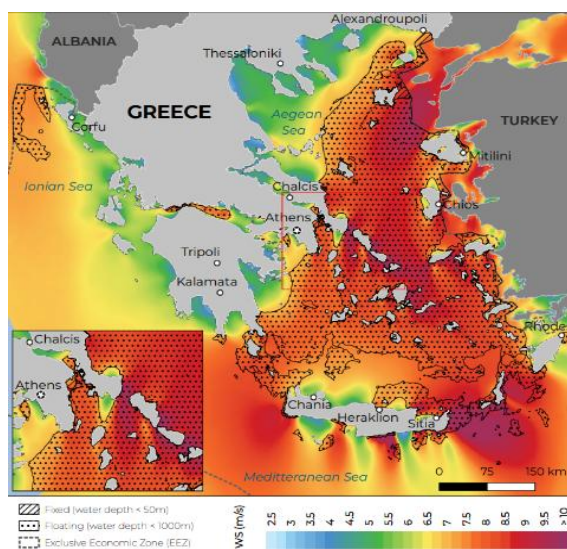 Alexandroupoli
ALBANIA
Thessaloniki
GREECE
Aegean
Sea
TURKEY
Corfu
Mitilini
Ionian Sea
Chalcis
Chios
Athens
Tripoli
Kalamata
Rhode
Chalcis
Athens
Chania
Heraklion
Sitia
0 75 150 km
Mediterranean Sea
Fixed (water depth < 50m)
Floating (water depth < 1000m)
Exclusive Economic Zone (EEZ)
WS (m/s)
2.5 3 3.5 4 4.5 5 5.5 6 6.5 7 7.5 8 8.5 9 9.5 >10